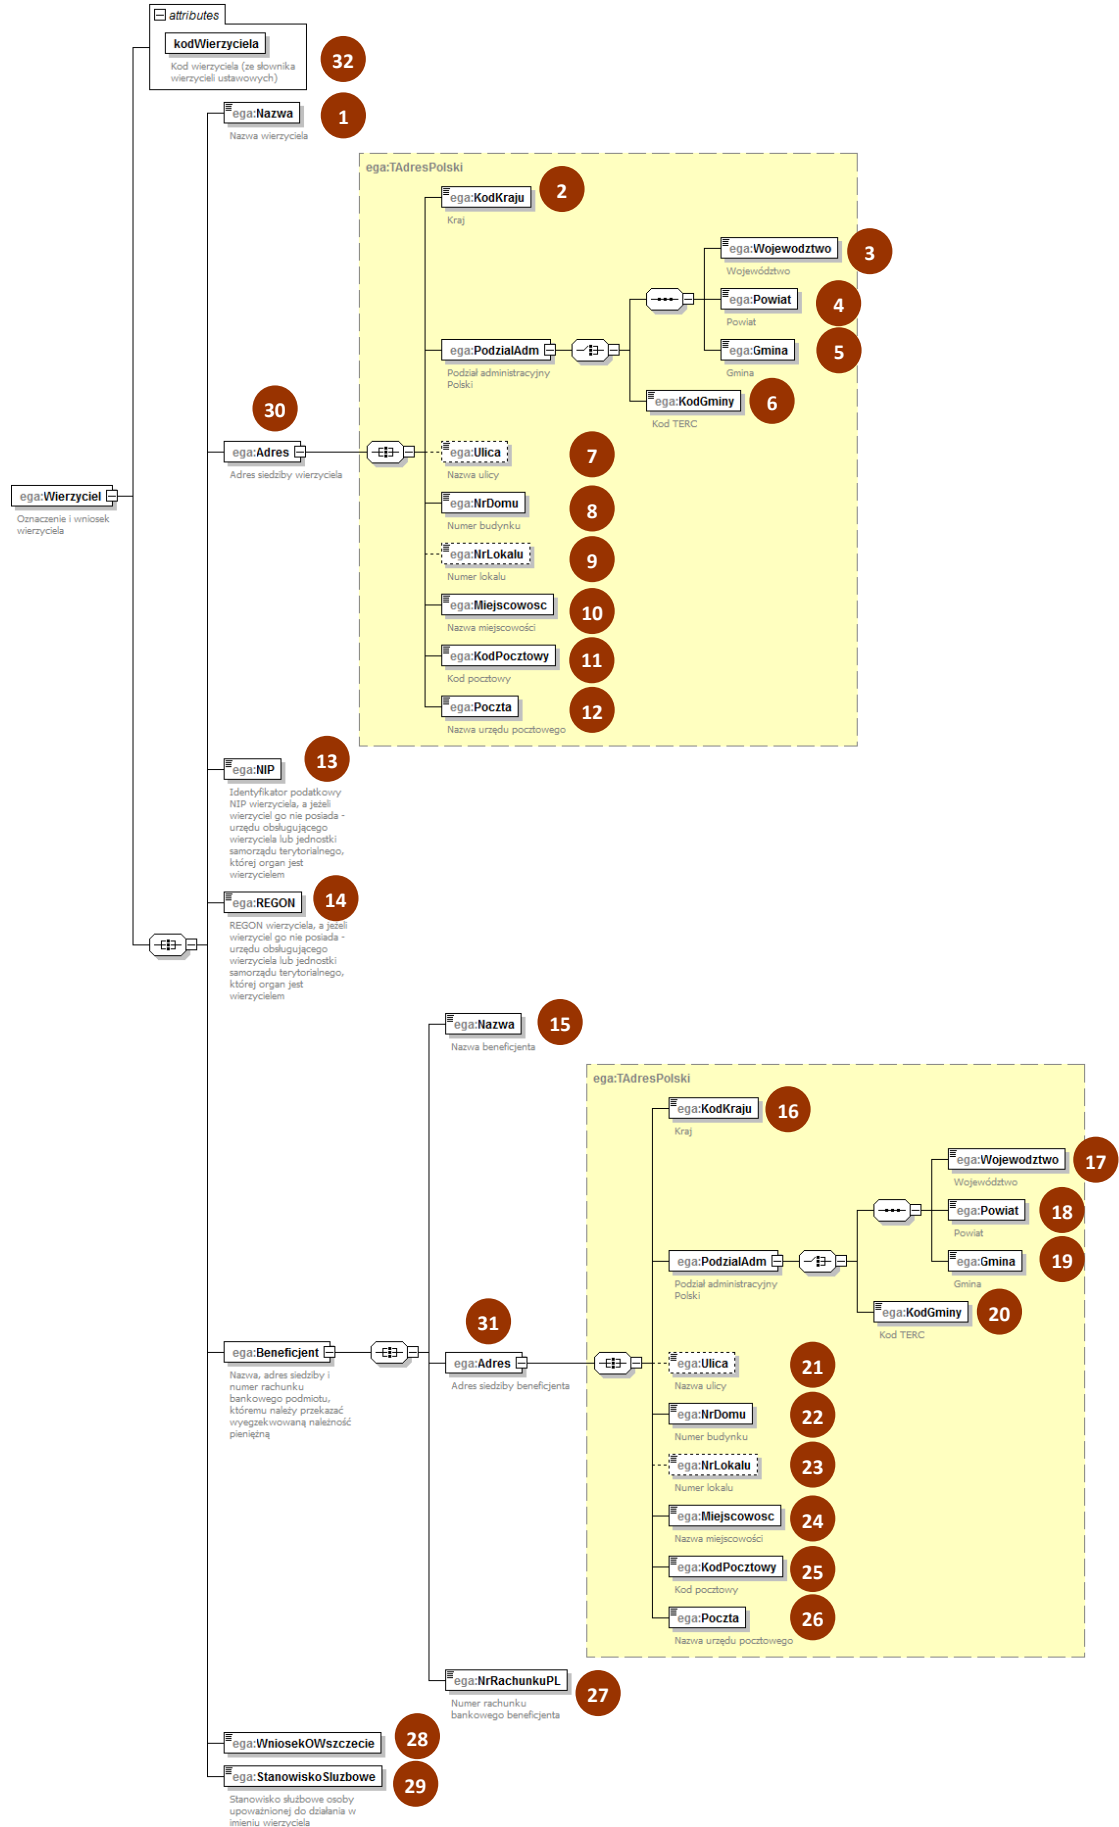 attributes
kodWierzyciela
Kod wierzyciela (ze słownika
wierzycieli ustawowych)
32
ega:Nazwa
1
Nazwa wierzyciela
ega:TAdresPolski
ega:KodKraju
2
Kraj
ega:Wojewodztwo
3
Województwo
ega:Powiat
4
Powiat
ega:PodzialAdm
Podział administracyjny
Polski
ega:Gmina
5
Gmina
ega:KodGminy
6
Kod TERC
30
ega:Adres
Adres siedziby wierzyciela
ega:Ulica
7
Nazwa ulicy
ega:Wierzyciel
Oznaczenie i wniosek
wierzyciela
ega:NrDomu
8
Numer budynku
ega:NrLokalu
9
Numer lokalu
ega:Miejscowosc
10
Nazwa miejscowości
ega:KodPocztowy
11
Kod pocztowy
ega:Poczta
12
Nazwa urzędu pocztowego
ega:NIP
13
Identyfikator podatkowy
NIP wierzyciela, a jeżeli
wierzyciel go nie posiada -
urzędu obsługującego
wierzyciela lub jednostki
samorządu terytorialnego,
której organ jest
wierzycielem
ega:REGON
14
REGON wierzyciela, a jeżeli
wierzyciel go nie posiada -
urzędu obsługującego
wierzyciela lub jednostki
samorządu terytorialnego,
której organ jest
wierzycielem
ega:Nazwa
15
Nazwa beneficjenta
ega:TAdresPolski
ega:KodKraju
16
Kraj
ega:Wojewodztwo
17
Województwo
ega:Powiat
18
Powiat
ega:PodzialAdm
Podział administracyjny
Polski
ega:Gmina
19
Gmina
ega:KodGminy
20
Kod TERC
ega:Beneficjent
Nazwa, adres siedziby i
numer rachunku
bankowego podmiotu,
któremu należy przekazać
wyegzekwowaną należność
pieniężną
31
ega:Adres
Adres siedziby beneficjenta
ega:Ulica
21
Nazwa ulicy
ega:NrDomu
22
Numer budynku
ega:NrLokalu
23
Numer lokalu
ega:Miejscowosc
24
Nazwa miejscowości
ega:KodPocztowy
25
Kod pocztowy
ega:Poczta
26
Nazwa urzędu pocztowego
ega:NrRachunkuPL
27
Numer rachunku
bankowego beneficjenta
ega:WniosekOWszczecie
28
ega:StanowiskoSluzbowe
29
Stanowisko służbowe osoby
upoważnionej do działania w
imieniu wierzyciela